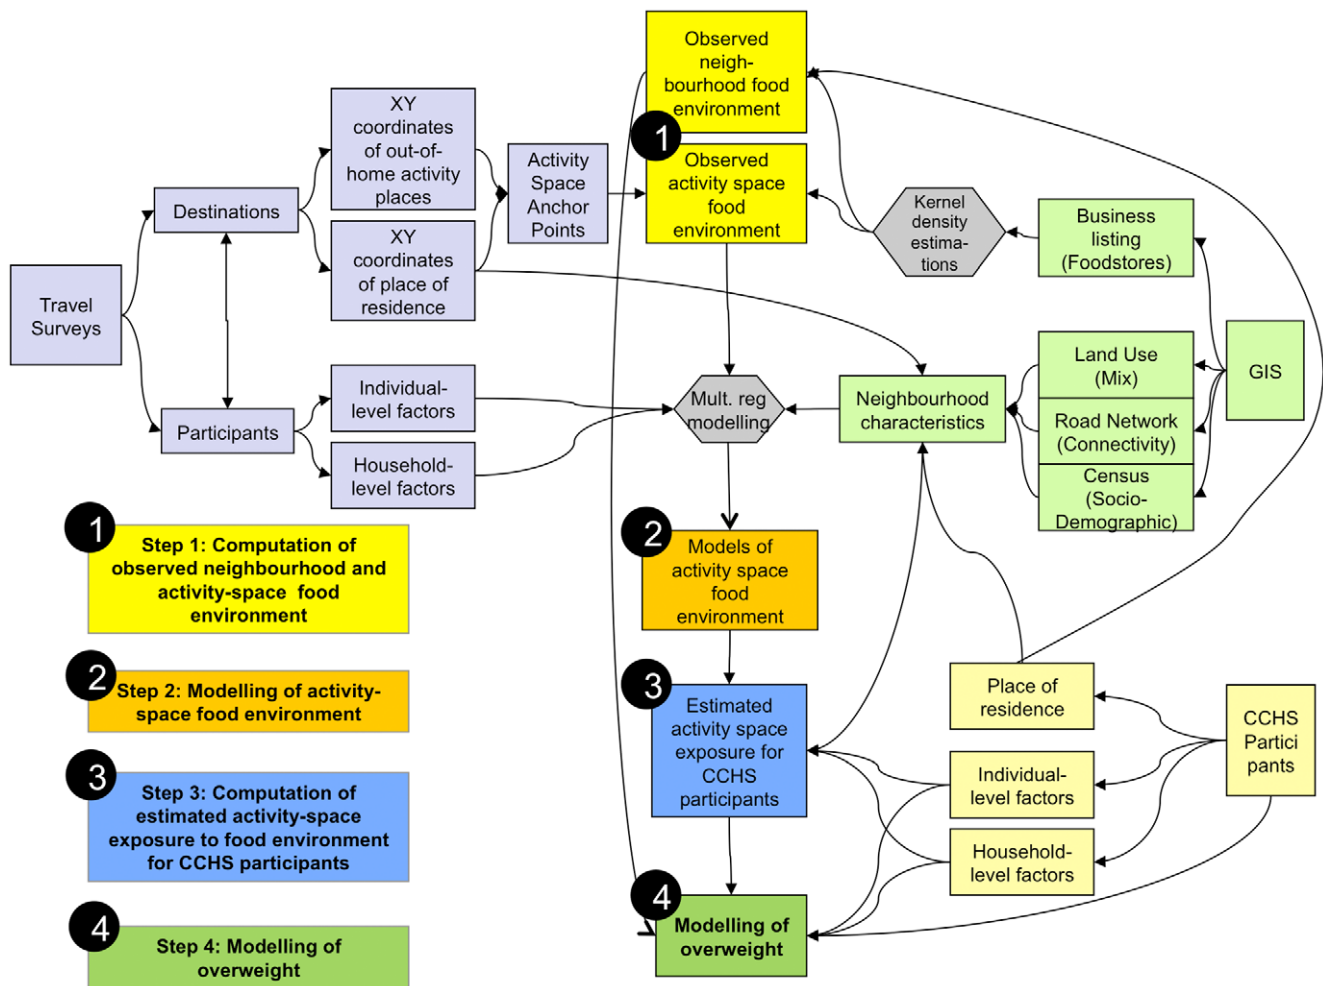 Observed
neigh-
bourhood food
environment
1
Observed
activity space
food
environment
XY
coordinates
of out-of-
home activity
places
XY
coordinates
of place of
residence
Activity
Space
Anchor
Points
Destinations
Travel
Surveys
Participants
Individual-
level factors
Household-
level factors
Kernel
density
estima-
tions
Business
listing
(Foodstores)
GIS
Land Use
(Mix)
Road Network
(Connectivity)
Census
(Socio-
Demographic)
Neighbourhood
characteristics
Mult. reg
modelling
2
Models of
activity space
food
environment
3
Estimated
activity space
exposure for
CCHS
participants
4
Modelling of
overweight
Place of
residence
Individual-
level factors
Household-
level factors
CCHS
Partici
pants
1
Step 1: Computation of
observed neighbourhood and
activity-space food
environment
2
Step 2: Modelling of activity-
space food environment
3
Step 3: Computation of
estimated activity-space
exposure to food environment
for CCHS participants
4
Step 4: Modelling of
overweight